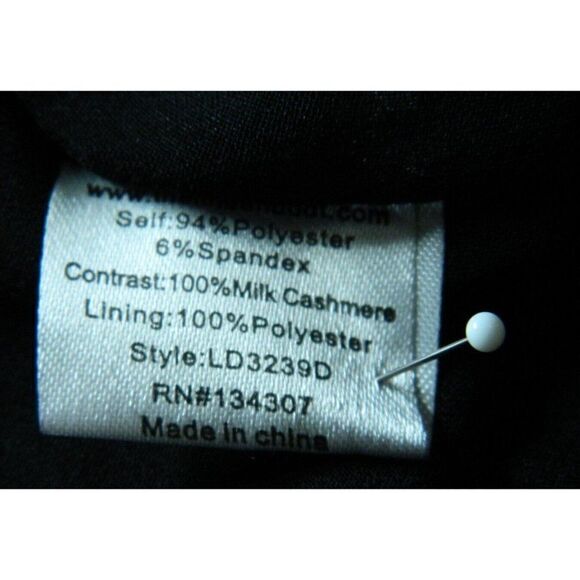 Self:94%Polyester
6%Spandex
Contrast:100%Milk Cashmere
Lining:100%Polyester
Style:LD3239D
RN#134307
Made in china